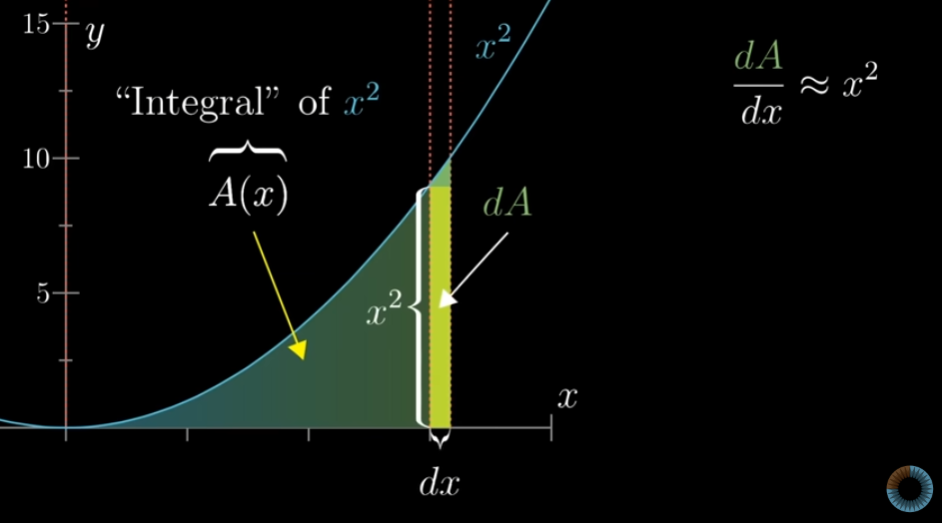 15
y
x²
dA/dx ≈ x²
“Integral” of x²
A(x)
10
dA
5
x²
x
dx